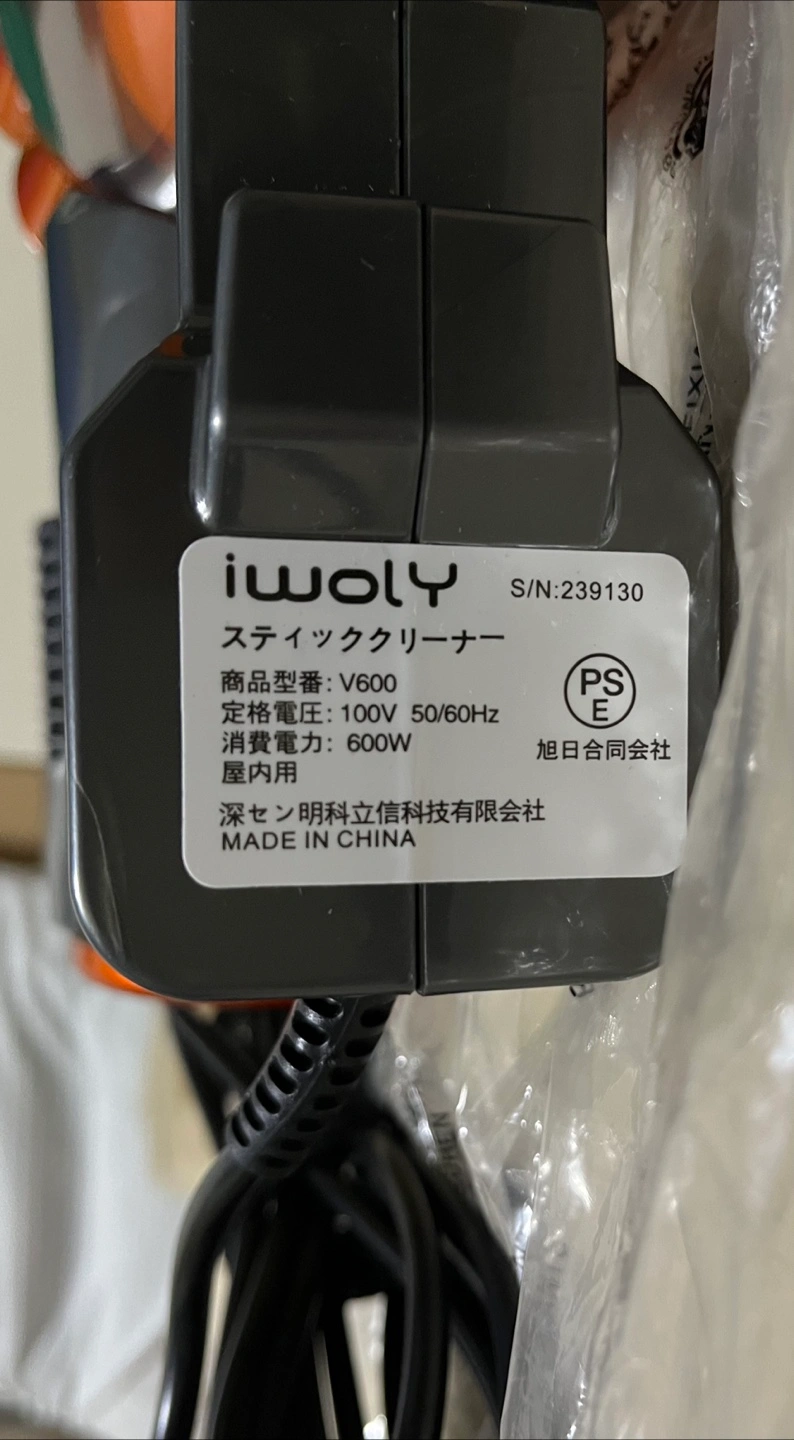 iwoly
S/N:239130
スティッククリーナー
商品型番: V600
定格電圧: 100V 50/60Hz
消費電力: 600W
屋内用
PS
E
旭日合同会社
深セン明科立信科技有限会社
MADE IN CHINA